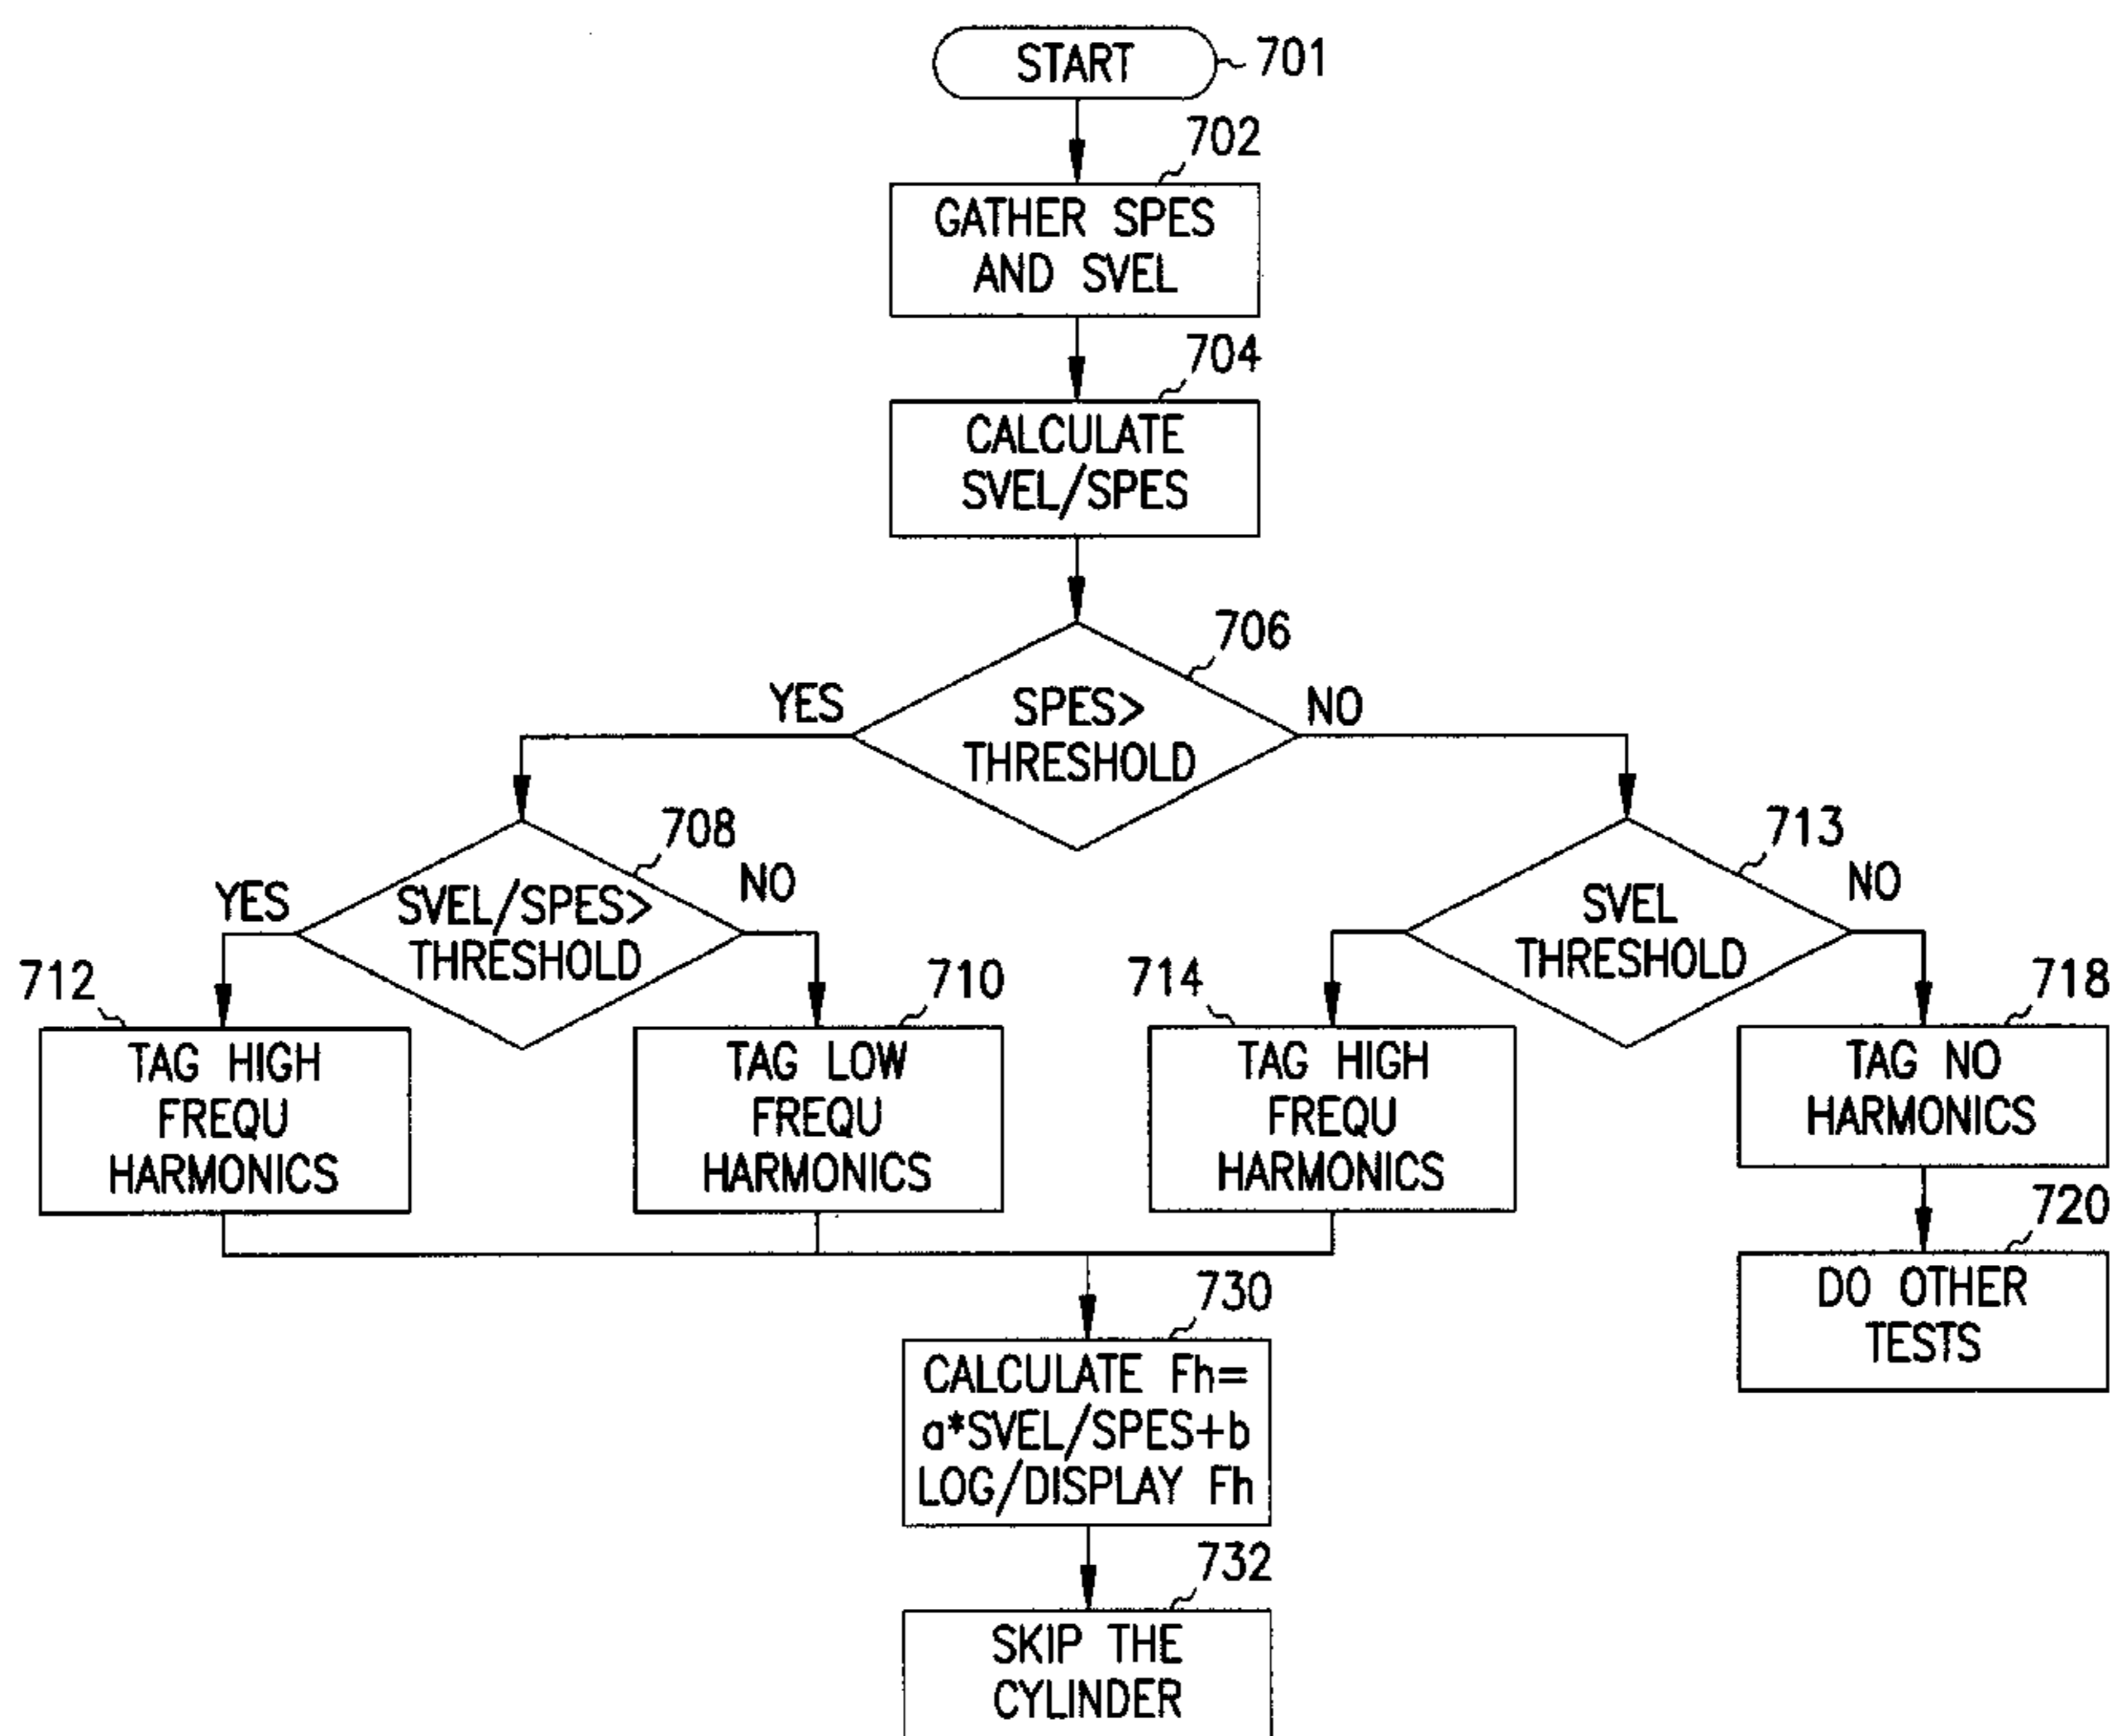 START
701
702
GATHER SPES
AND SVEL
704
CALCULATE
SVEL/SPES
706
YES
SPES>
THRESHOLD
NO
708
YES
SVEL/SPES>
THRESHOLD
NO
713
SVEL
THRESHOLD
NO
712
TAG HIGH
FREQU
HARMONICS
710
TAG LOW
FREQU
HARMONICS
714
TAG HIGH
FREQU
HARMONICS
718
TAG NO
HARMONICS
720
DO OTHER
TESTS
730
CALCULATE Fh=
a*SVEL/SPES+b
LOG/DISPLAY Fh
732
SKIP THE
CYLINDER